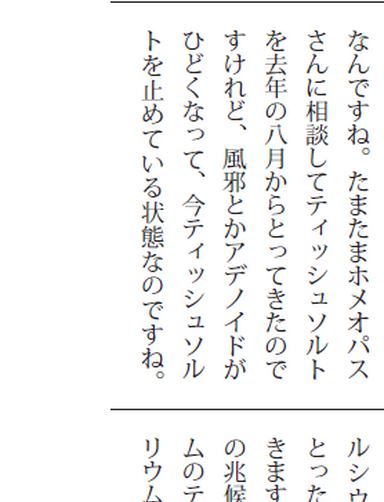 なんですね。たまたまホメオパス
さんに相談してティッシュソルト
を去年の八月からとってきたので
すけれど、風邪とかアデノイドが
ひどくなって、今ティッシュソル
トを止めている状態なのですね。
ルシウ
とった
きます
の兆候
ムのテ
リウム